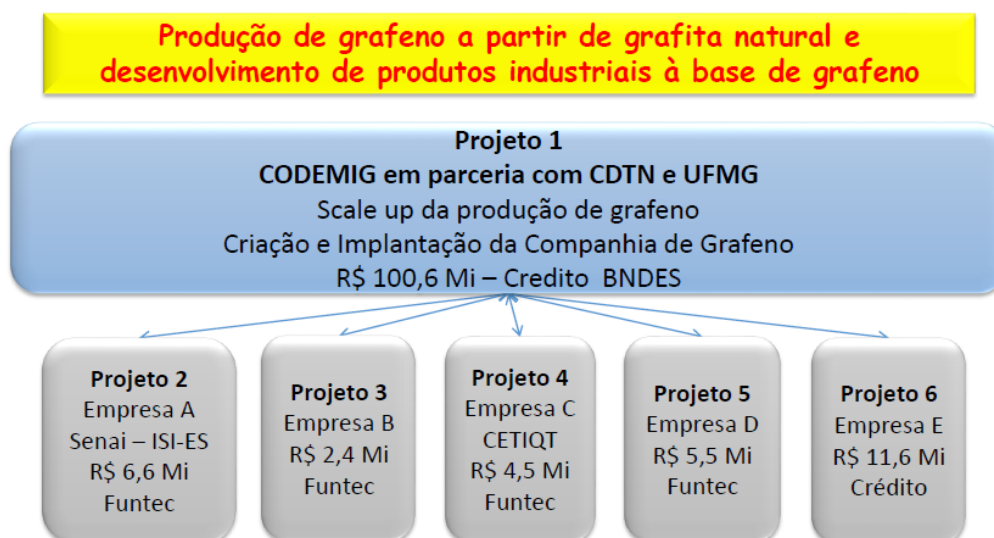 Produção de grafeno a partir de grafita natural e
desenvolvimento de produtos industriais à base de grafeno
Projeto 1
CODEMIG em parceria com CDTN e UFMG
Scale up da produção de grafeno
Criação e Implantação da Companhia de Grafeno
R$ 100,6 Mi – Credito BNDES
Projeto 2
Empresa A
Senai – ISI-ES
R$ 6,6 Mi
Funtec
Projeto 3
Empresa B
R$ 2,4 Mi
Funtec
Projeto 4
Empresa C
CETIQT
R$ 4,5 Mi
Funtec
Projeto 5
Empresa D
R$ 5,5 Mi
Funtec
Projeto 6
Empresa E
R$ 11,6 Mi
Crédito